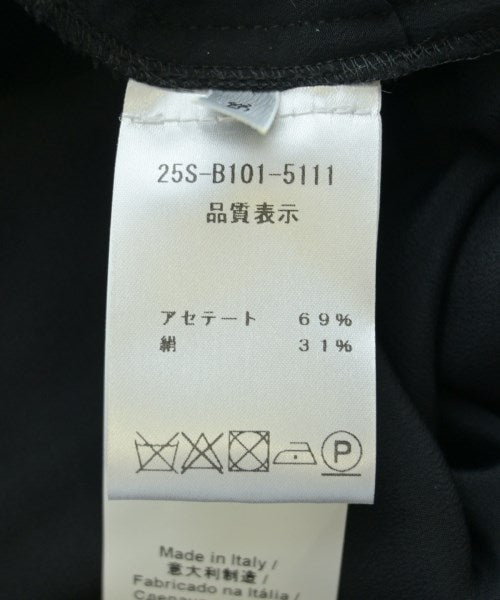 25S-B101-5111
品質表示
アセテート 69%
絹 31%
P
Made in Italy /
意大利制造 /
Fabricado na Itália /